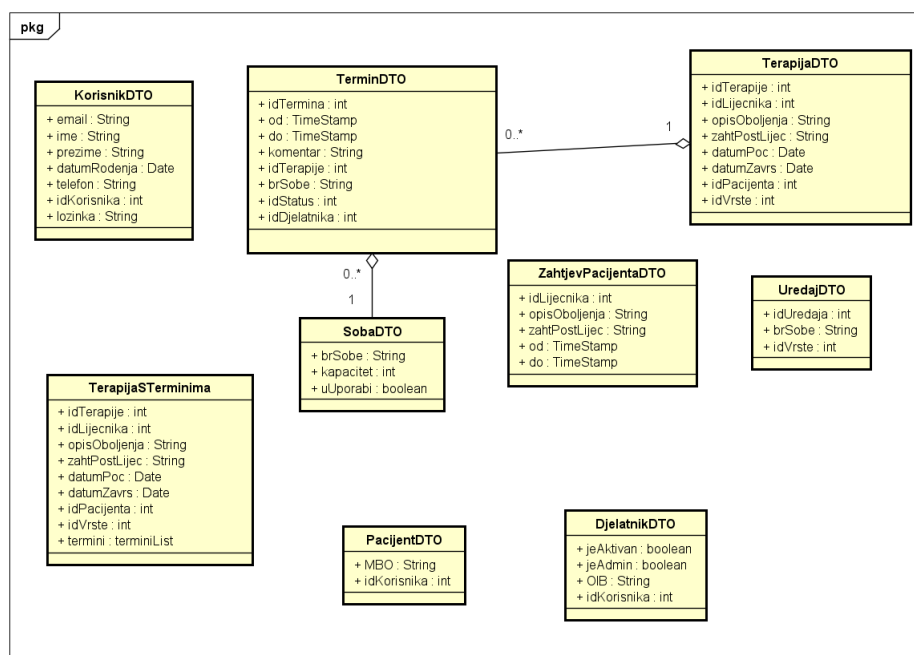 pkg
KorisnikDTO
+ email : String
+ ime : String
+ prezime : String
+ datumRodenja : Date
+ telefon : String
+ idKorisnika : int
+ lozinka : String
TerminDTO
+ idTermina : int
+ od : TimeStamp
+ do : TimeStamp
+ komentar : String
+ idTerapije : int
+ brSobe : String
+ idStatus : int
+ idDjelatnika : int
0..*
1
TerapijaDTO
+ idTerapije : int
+ idLijecnika : int
+ opisOboljenja : String
+ zahtPostLijec : String
+ datumPoc : Date
+ datumZavrs : Date
+ idPacijenta : int
+ idVrste : int
0..*
1
SobaDTO
+ brSobe : String
+ kapacitet : int
+ uUporabi : boolean
ZahtjevPacijentaDTO
+ idLijecnika : int
+ opisOboljenja : String
+ zahtPostLijec : String
+ od : TimeStamp
+ do : TimeStamp
UredajDTO
+ idUredaja : int
+ brSobe : String
+ idVrste : int
TerapijaSTerminima
+ idTerapije : int
+ idLijecnika : int
+ opisOboljenja : String
+ zahtPostLijec : String
+ datumPoc : Date
+ datumZavrs : Date
+ idPacijenta : int
+ idVrste : int
+ termini : terminiList
PacijentDTO
+ MBO : String
+ idKorisnika : int
DjelatnikDTO
+ jeAktivan : boolean
+ jeAdmin : boolean
+ OIB : String
+ idKorisnika : int